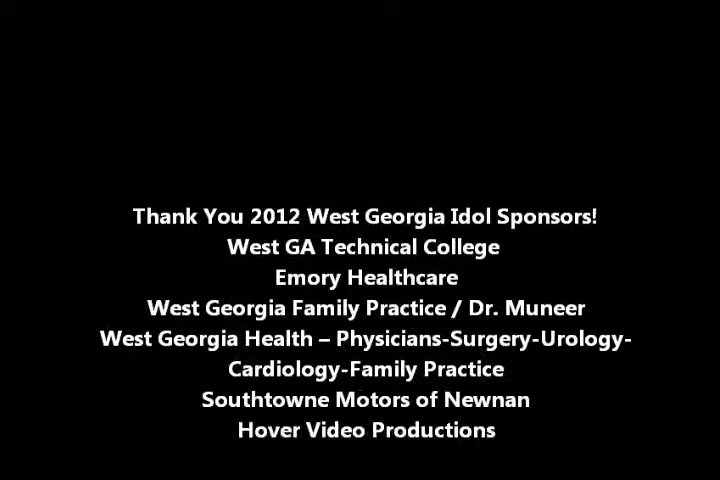 Thank You 2012 West Georgia Idol Sponsors!
West GA Technical College
Emory Healthcare
West Georgia Family Practice / Dr. Muneer
West Georgia Health – Physicians-Surgery-Urology-
Cardiology-Family Practice
Southtowne Motors of Newnan
Hover Video Productions